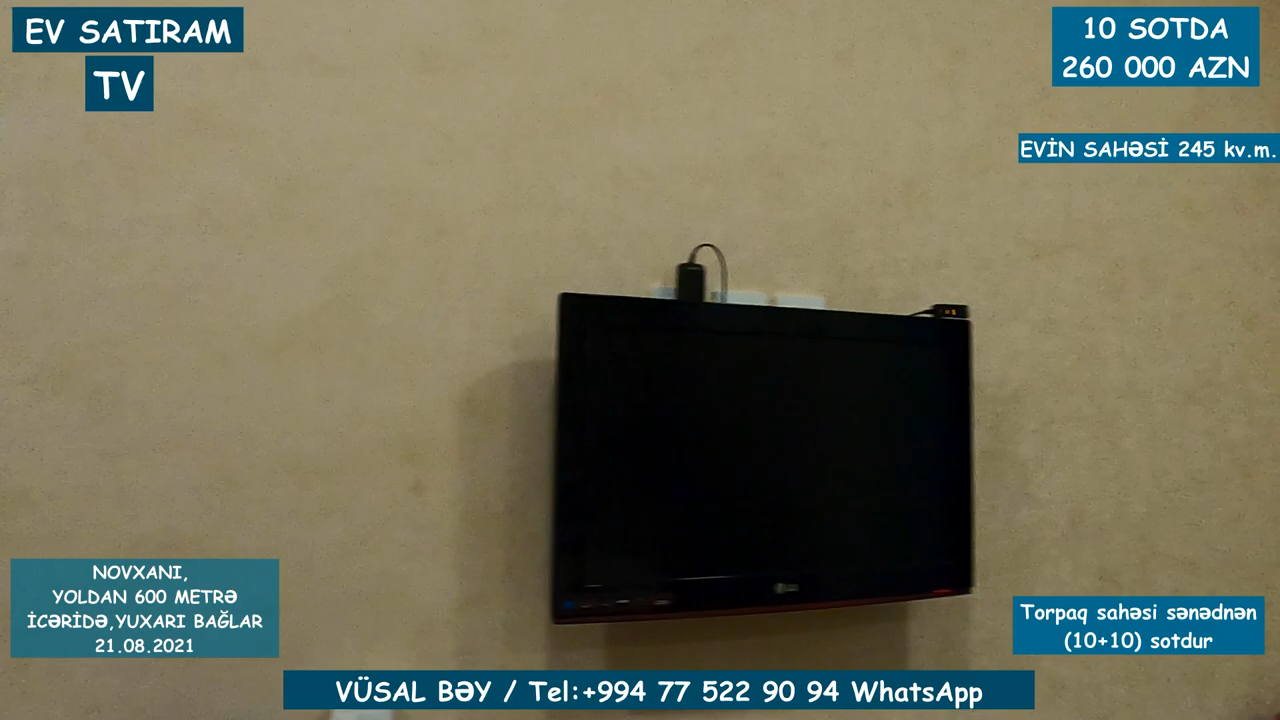 EV SATIRAM
TV
10 SOTDA
260 000 AZN
EVİN SAHƏSİ 245 kv.m.
NOVXANI,
YOLDAN 600 METRƏ
İCƏRİDƏ,YUXARI BAĞLAR
21.08.2021
Torpaq sahəsi sənədnən
(10+10) sotdur
VÜSAL BƏY / Tel:+994 77 522 90 94 WhatsApp